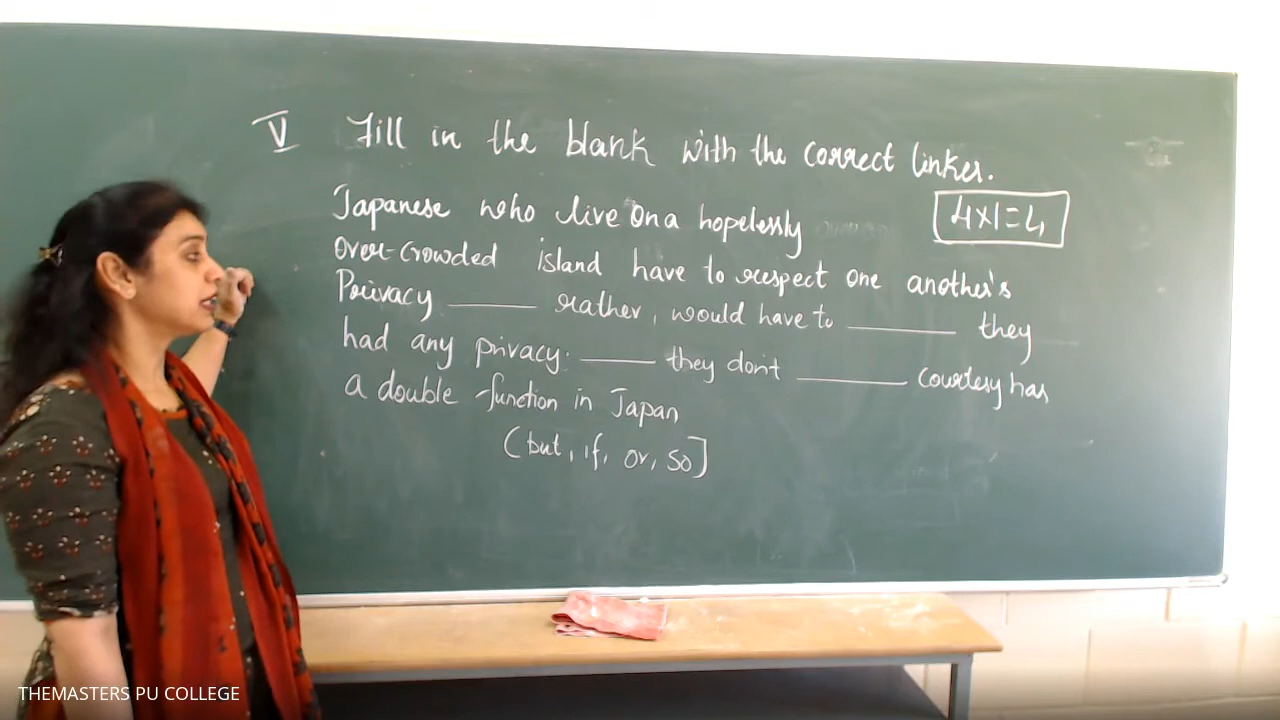 V Fill in the blank with the correct linker.
Japanese who live on a hopelessly
4x1=4
over-crowded island have to respect one another's
Privacy ______ rather, would have to ______ they
had any privacy. ______ they don't ______ courtesy has
a double function in Japan
(but, if, or, so]
THEMASTERS PU COLLEGE